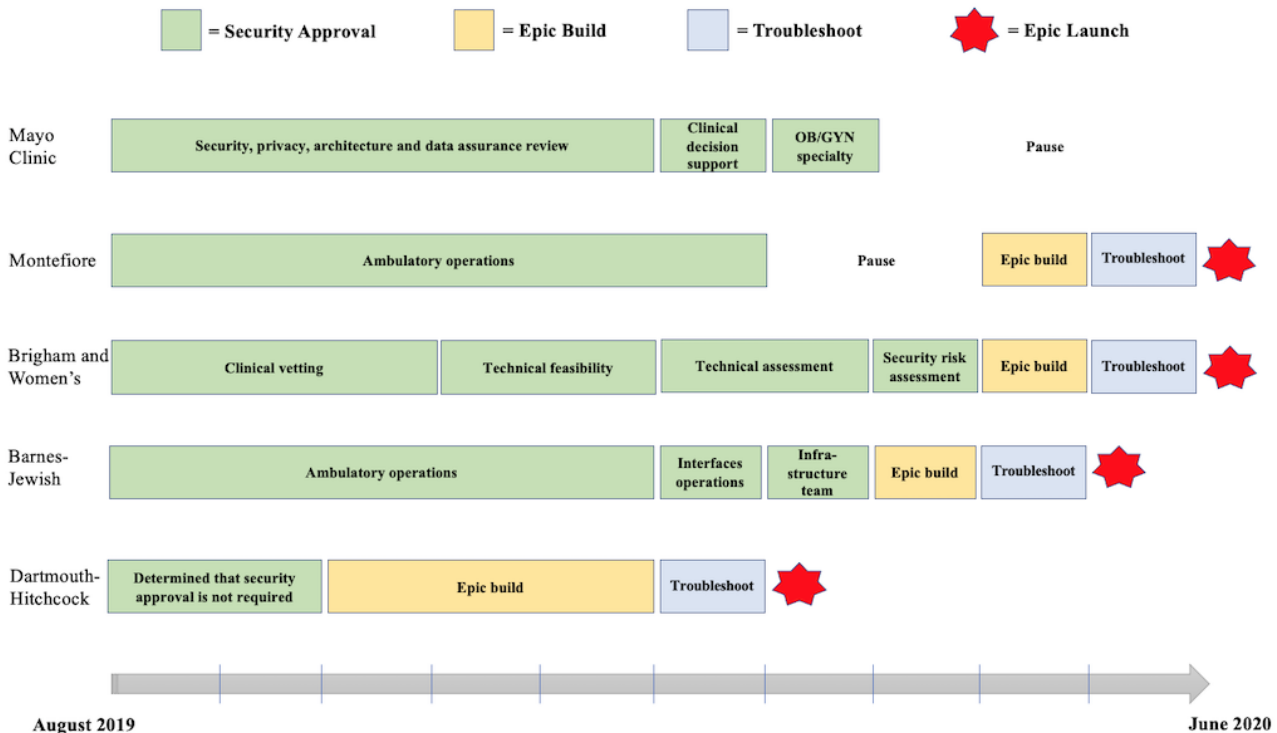 = Security Approval
= Epic Build
= Troubleshoot
= Epic Launch
Mayo
Clinic
Security, privacy, architecture and data assurance review
Clinical
decision
support
OB/GYN
specialty
Pause
Montefiore
Ambulatory operations
Pause
Epic build
Troubleshoot
Brigham and
Women's
Clinical vetting
Technical feasibility
Technical assessment
Security risk
assessment
Epic build
Troubleshoot
Barnes-
Jewish
Ambulatory operations
Interfaces
operations
Infra-
structure
team
Epic build
Troubleshoot
Dartmouth-
Hitchcock
Determined that security
approval is not required
Epic build
Troubleshoot
August 2019
June 2020